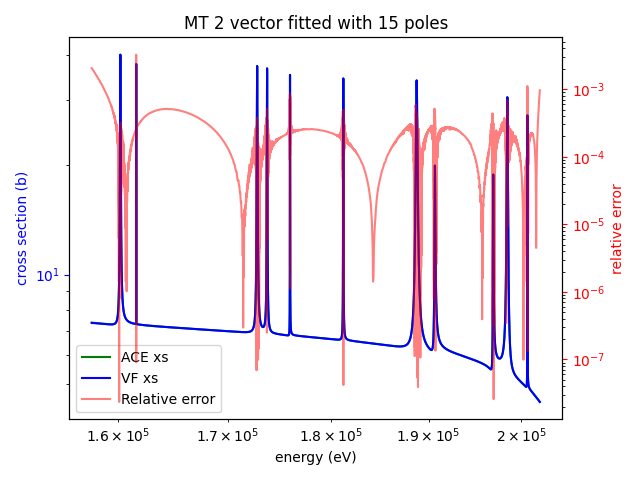 MT 2 vector fitted with 15 poles
cross section (b)
10¹
10⁻³
10⁻⁴
10⁻⁵
10⁻⁶
10⁻⁷
relative error
ACE xs
VF xs
Relative error
1.6 × 10⁵ 1.7 × 10⁵ 1.8 × 10⁵ 1.9 × 10⁵ 2 × 10⁵
energy (eV)